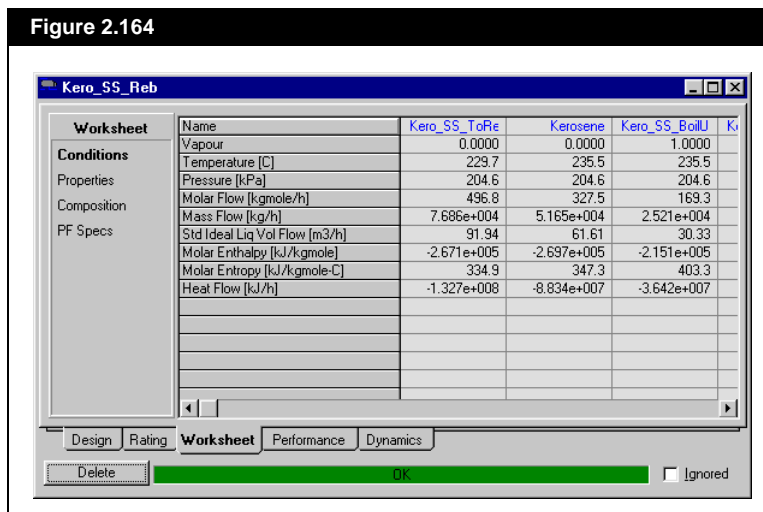 Figure 2.164
Kero_SS_Reb
Worksheet
Conditions
Properties
Composition
PF Specs
Name Kero_SS_ToRe Kerosene Kero_SS_BoilU
Vapour 0.0000 0.0000 1.0000
Temperature [C] 229.7 235.5 235.5
Pressure [kPa] 204.6 204.6 204.6
Molar Flow [kgmole/h] 496.8 327.5 169.3
Mass Flow [kg/h] 7.686e+004 5.165e+004 2.521e+004
Std Ideal Liq Vol Flow [m3/h] 91.94 61.61 30.33
Molar Enthalpy [kJ/kgmole] -2.671e+005 -2.697e+005 -2.151e+005
Molar Entropy [kJ/kgmole-C] 334.9 347.3 403.3
Heat Flow [kJ/h] -1.327e+008 -8.834e+007 -3.642e+007
Design Rating Worksheet Performance Dynamics
Delete OK Ignored